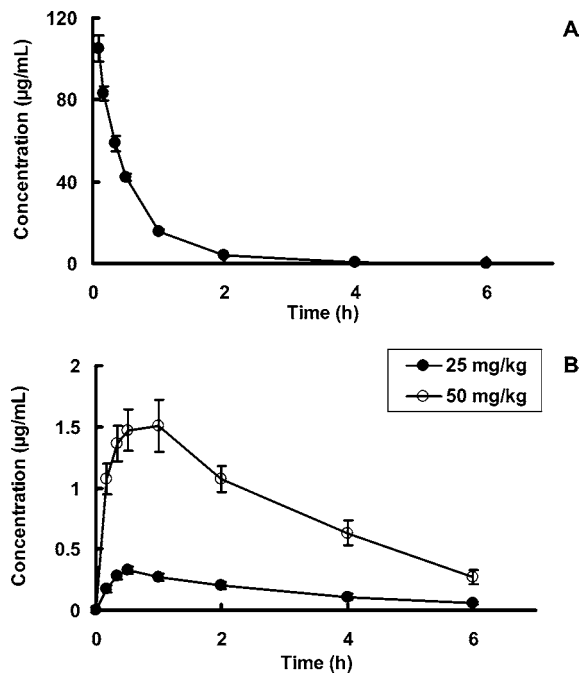 A
Concentration (µg/mL)
120
80
40
0
0 2 4 6
Time (h)
B
25 mg/kg
50 mg/kg
Concentration (µg/mL)
2
1.5
1
0.5
0
0 2 4 6
Time (h)